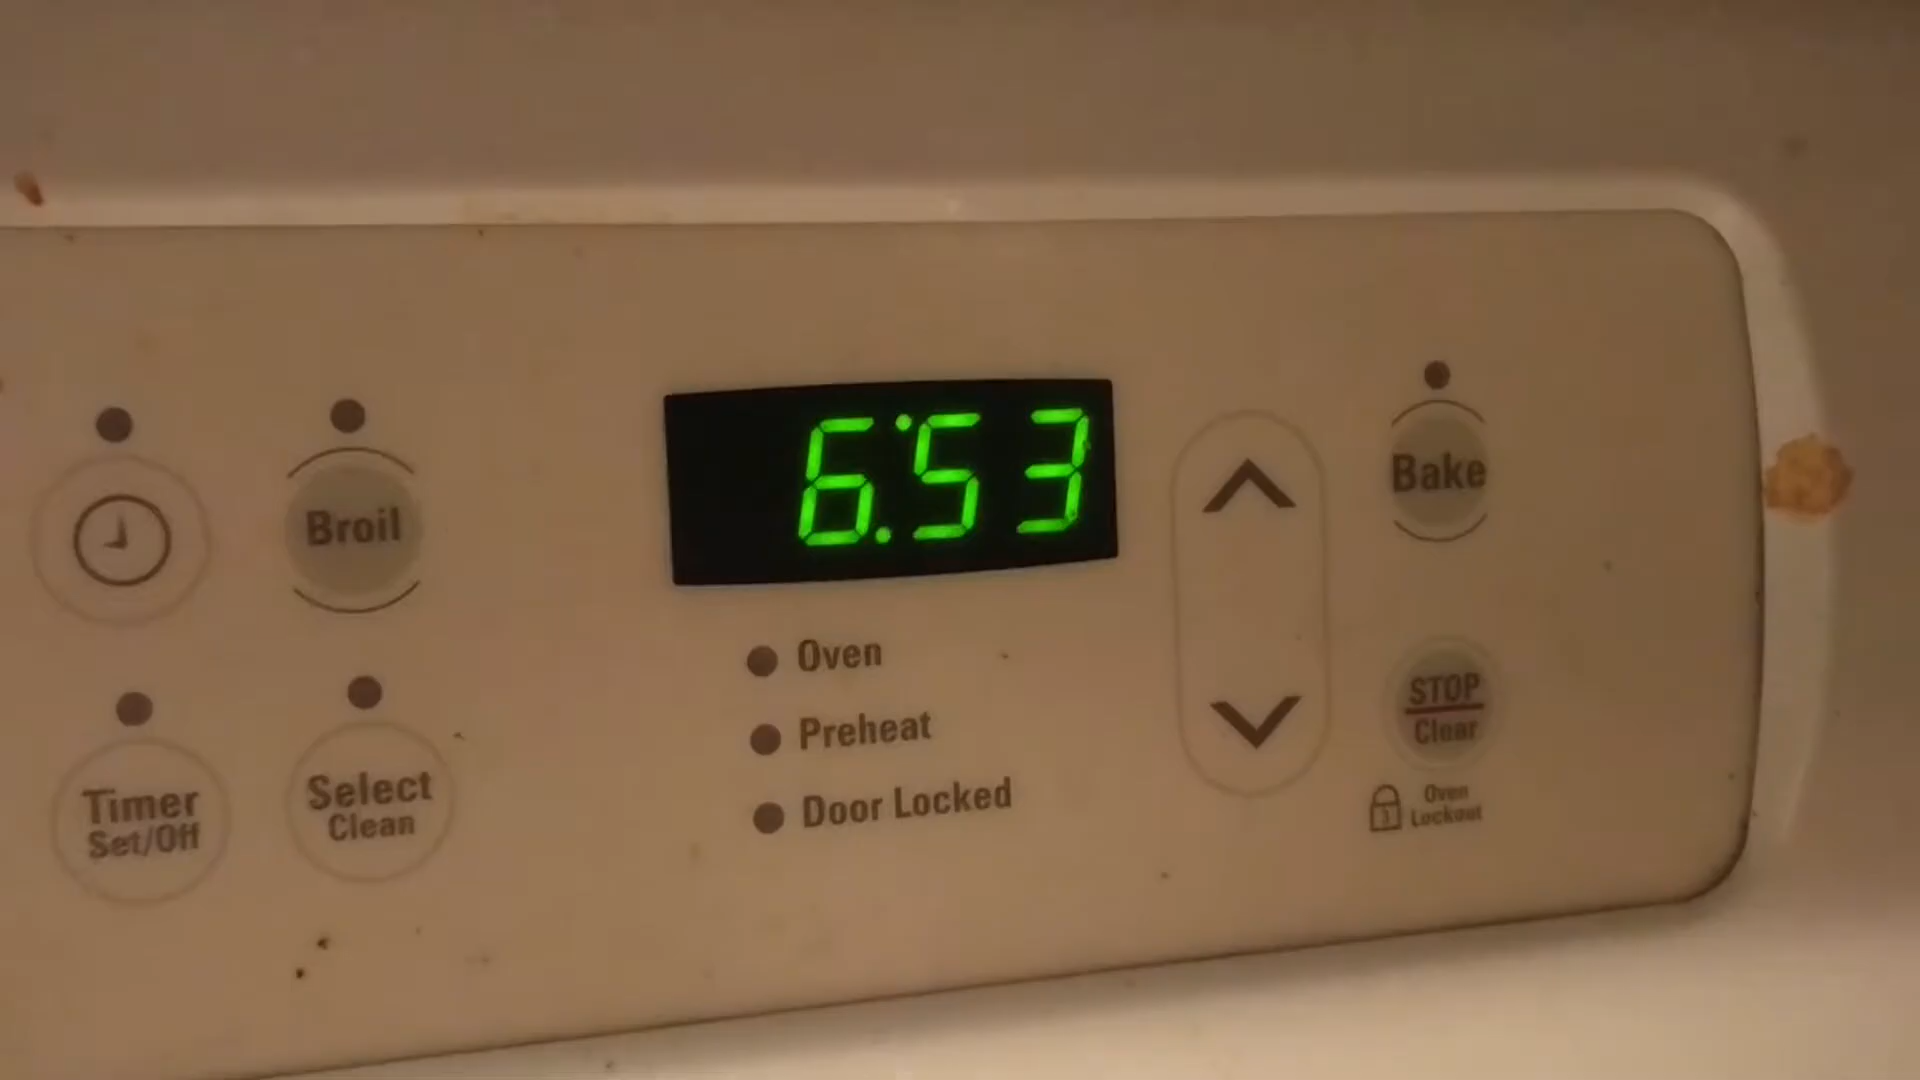 6:53
Broil
Bake
Oven
Preheat
Door Locked
Timer
Set/Off
Select
Clean
STOP
Clear
Oven
Lockout